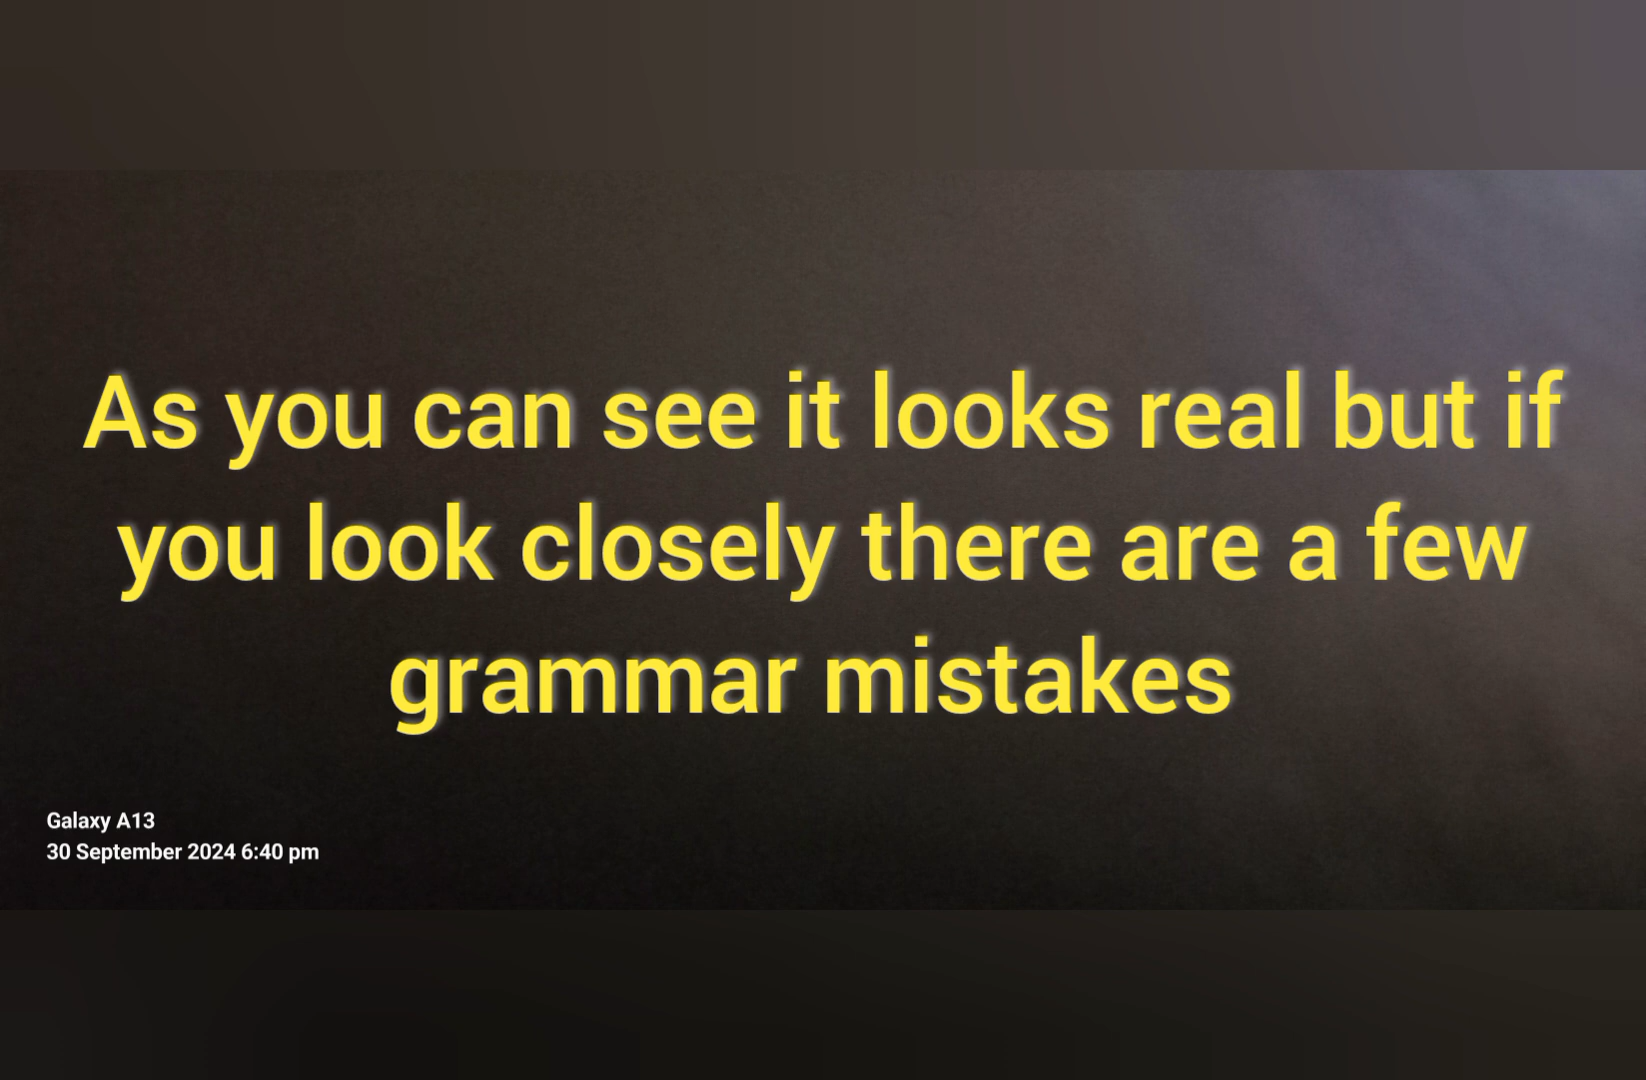 As you can see it looks real but if
you look closely there are a few
grammar mistakes
Galaxy A13
30 September 2024 6:40 pm